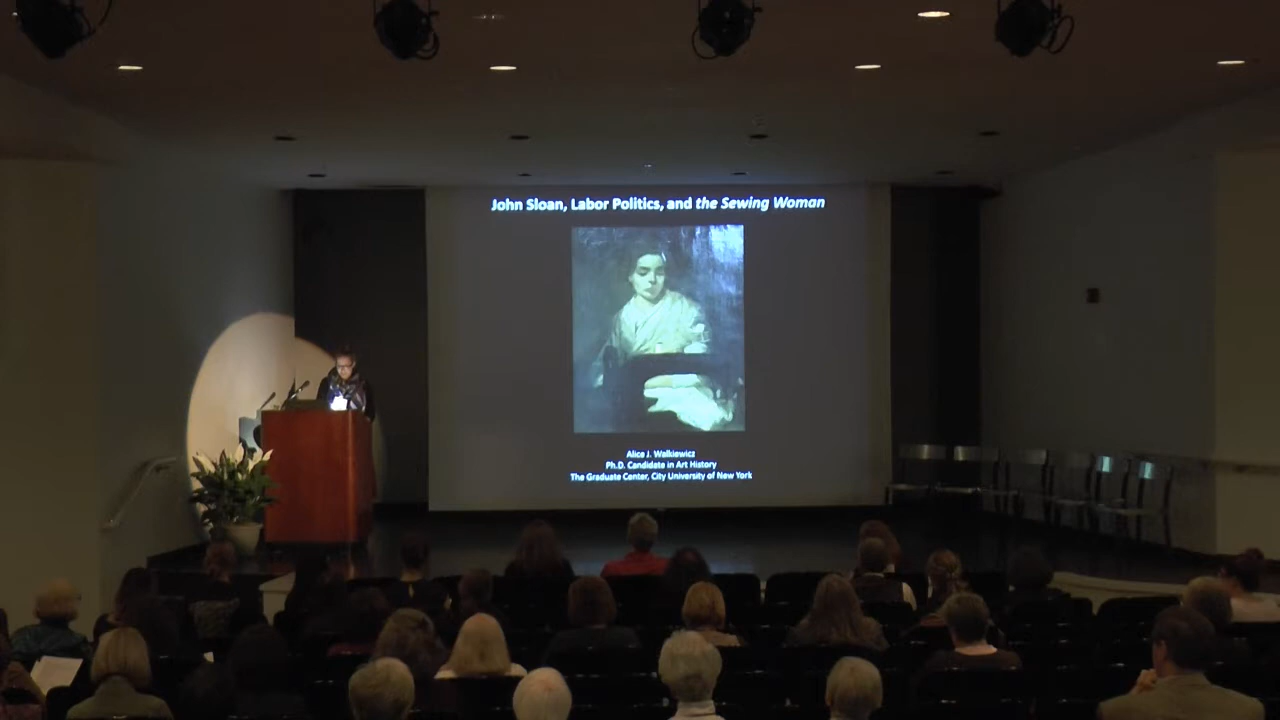 John Sloan, Labor Politics, and the Sewing Woman
Alice J. Walkiewicz
Ph.D. Candidate in Art History
The Graduate Center, City University of New York